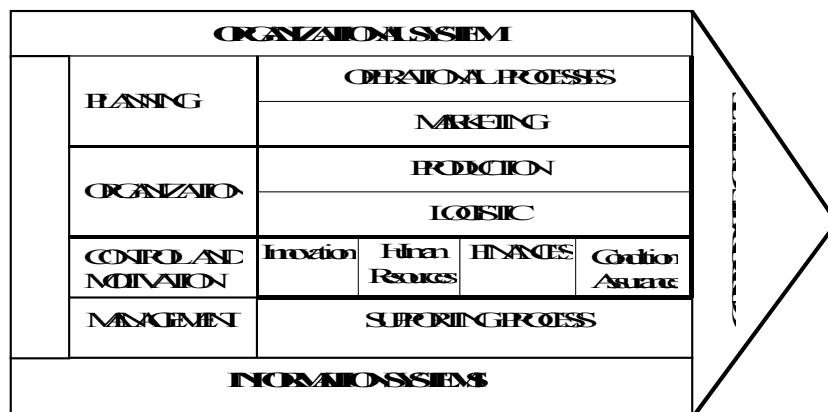 ORGANIZATIONAL SYSTEM
PLANNING
OPERATIONAL PROCESSES
MARKETING
ORGANIZATION
PRODUCTION
LOGISTIC
CONTROL AND
MOTIVATION
Innovation
Human
Resources
FINANCES
Condition
Assurance
MANAGEMENT
SUPPORTING PROCESS
INFORMATION SYSTEMS